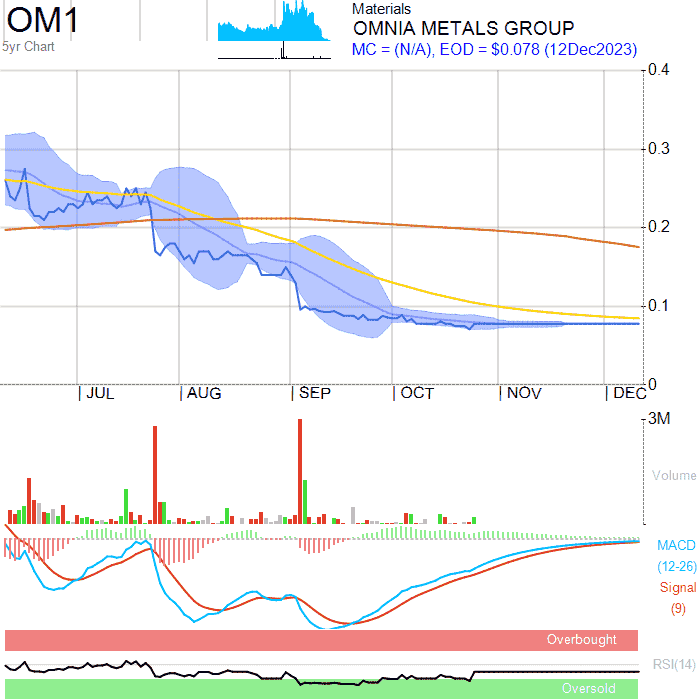 OM1
5yr Chart
Materials
OMNIA METALS GROUP
MC = (N/A), EOD = $0.078 (12Dec2023)
0.4
0.3
0.2
0.1
0
| JUL | AUG | SEP | OCT | NOV | DEC
3M
Volume
MACD
(12-26)
Signal
(9)
Overbought
RSI(14)
Oversold